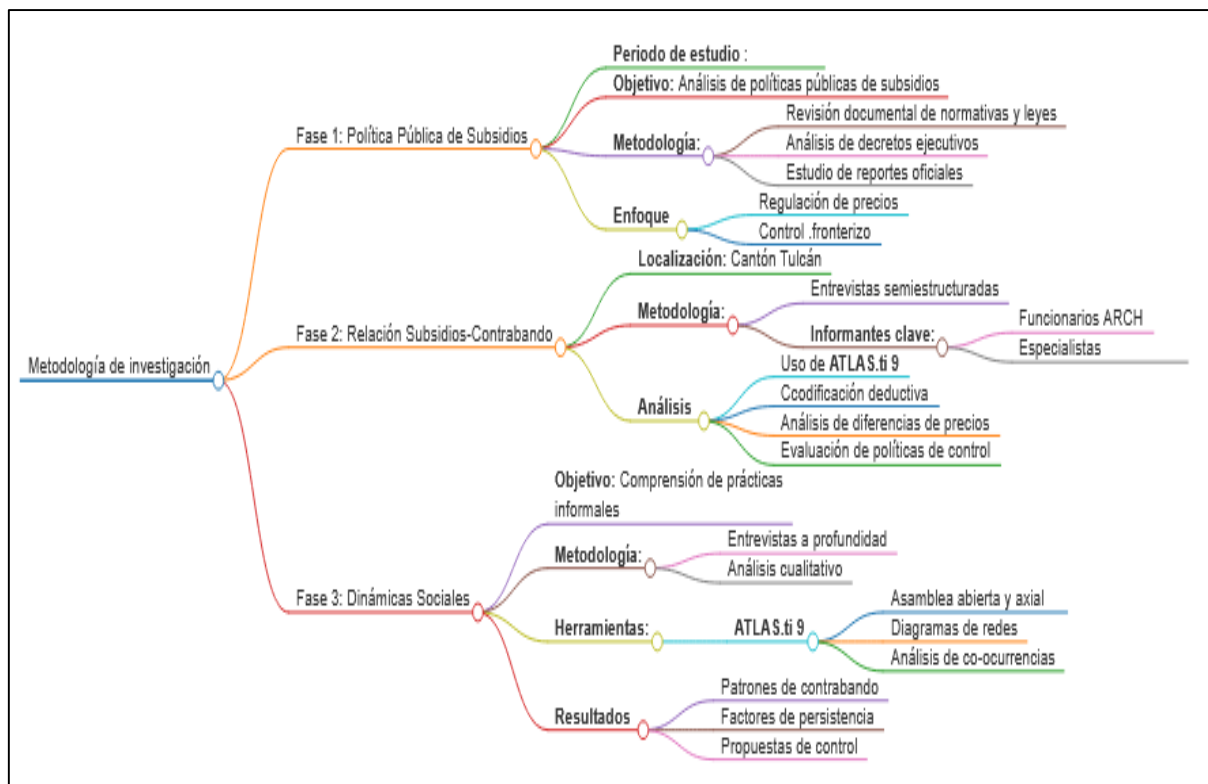 Metodología de investigación
Fase 1: Política Pública de Subsidios
Periodo de estudio :
Objetivo: Análisis de políticas públicas de subsidios
Metodología:
Revisión documental de normativas y leyes
Análisis de decretos ejecutivos
Estudio de reportes oficiales
Enfoque
Regulación de precios
Control .fronterizo
Fase 2: Relación Subsidios-Contrabando
Localización: Cantón Tulcán
Metodología:
Entrevistas semiestructuradas
Informantes clave:
Funcionarios ARCH
Especialistas
Análisis
Uso de ATLAS.ti 9
Ccodificación deductiva
Análisis de diferencias de precios
Evaluación de políticas de control
Fase 3: Dinámicas Sociales
Objetivo: Comprensión de prácticas
informales
Metodología:
Entrevistas a profundidad
Análisis cualitativo
Herramientas:
ATLAS.ti 9
Asamblea abierta y axial
Diagramas de redes
Análisis de co-ocurrencias
Resultados
Patrones de contrabando
Factores de persistencia
Propuestas de control